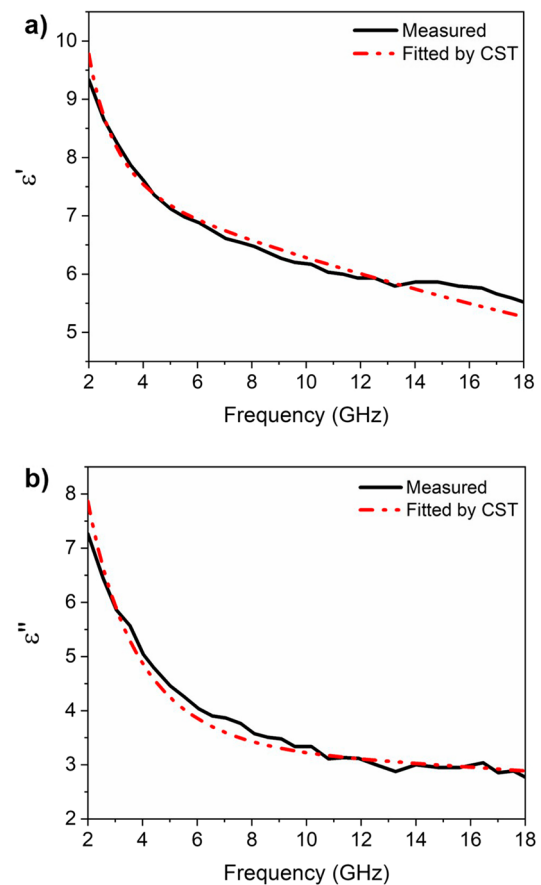 a)
Measured
Fitted by CST
10
9
8
7
6
5
ε'
2 4 6 8 10 12 14 16 18
Frequency (GHz)
b)
Measured
Fitted by CST
8
7
6
5
4
3
2
ε"
2 4 6 8 10 12 14 16 18
Frequency (GHz)